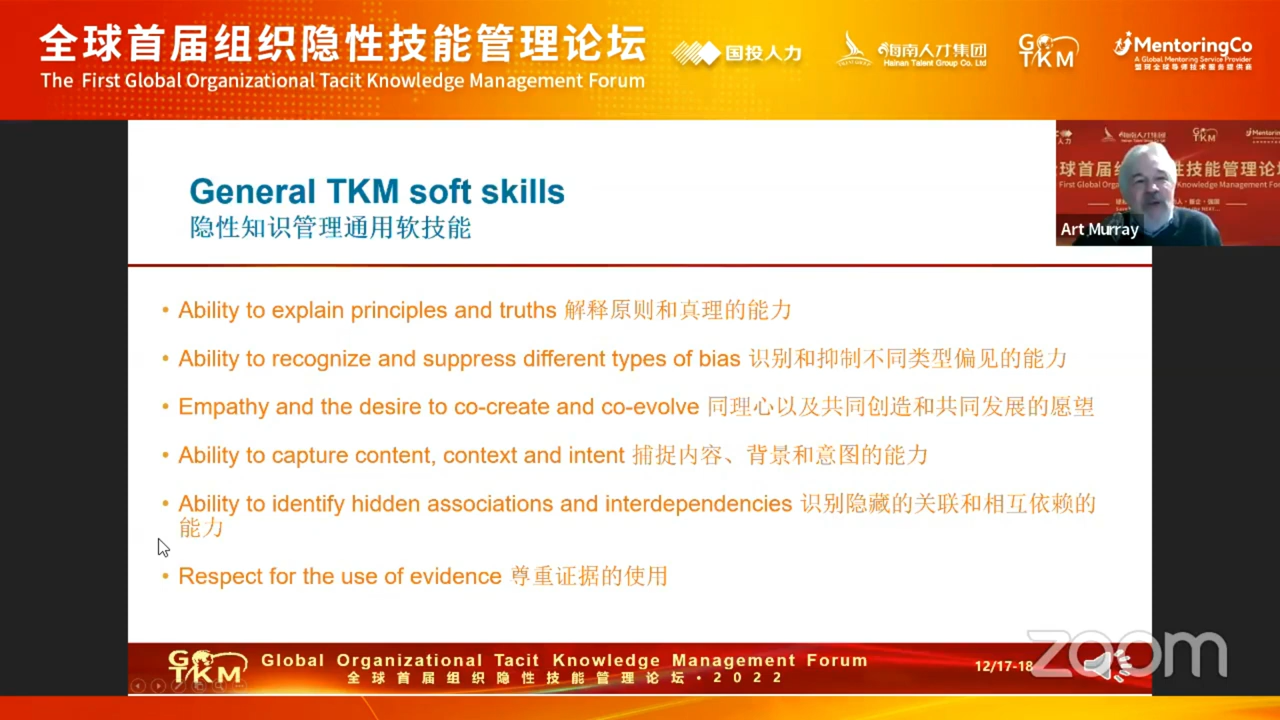 全球首届组织隐性技能管理论坛
The First Global Organizational Tacit Knowledge Management Forum
国投人力
海南人才集团
Hainan Talent Group Co. Ltd
GTKM
MentoringCo
A Global Mentoring Service Provider
General TKM soft skills
隐性知识管理通用软技能
Art Murray
• Ability to explain principles and truths 解释原则和真理的能力
• Ability to recognize and suppress different types of bias 识别和抑制不同类型偏见的能力
• Empathy and the desire to co-create and co-evolve 同理心以及共同创造和共同发展的愿望
• Ability to capture content, context and intent 捕捉内容、背景和意图的能力
• Ability to identify hidden associations and interdependencies 识别隐藏的关联和相互依赖的
能力
• Respect for the use of evidence 尊重证据的使用
GTKM
Global Organizational Tacit Knowledge Management Forum
全球首届组织隐性技能管理论坛·2022
12/17-18
zoom